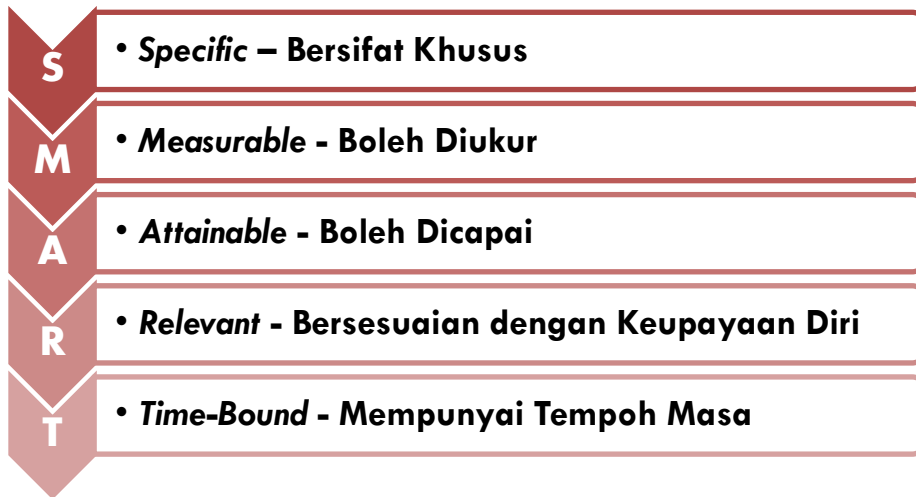 S
• Specific – Bersifat Khusus
M
• Measurable - Boleh Diukur
A
• Attainable - Boleh Dicapai
R
• Relevant - Bersesuaian dengan Keupayaan Diri
T
• Time-Bound - Mempunyai Tempoh Masa